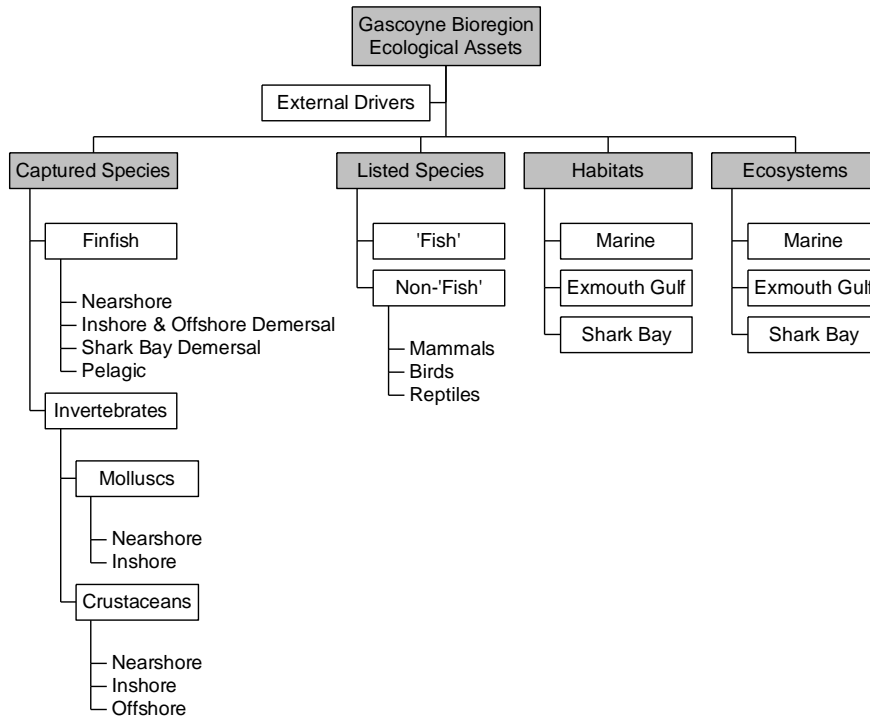 Gascoyne Bioregion
Ecological Assets
External Drivers
Captured Species
Finfish
Nearshore
Inshore & Offshore Demersal
Shark Bay Demersal
Pelagic
Invertebrates
Molluscs
Nearshore
Inshore
Crustaceans
Nearshore
Inshore
Offshore
Listed Species
'Fish'
Non-'Fish'
Mammals
Birds
Reptiles
Habitats
Marine
Exmouth Gulf
Shark Bay
Ecosystems
Marine
Exmouth Gulf
Shark Bay